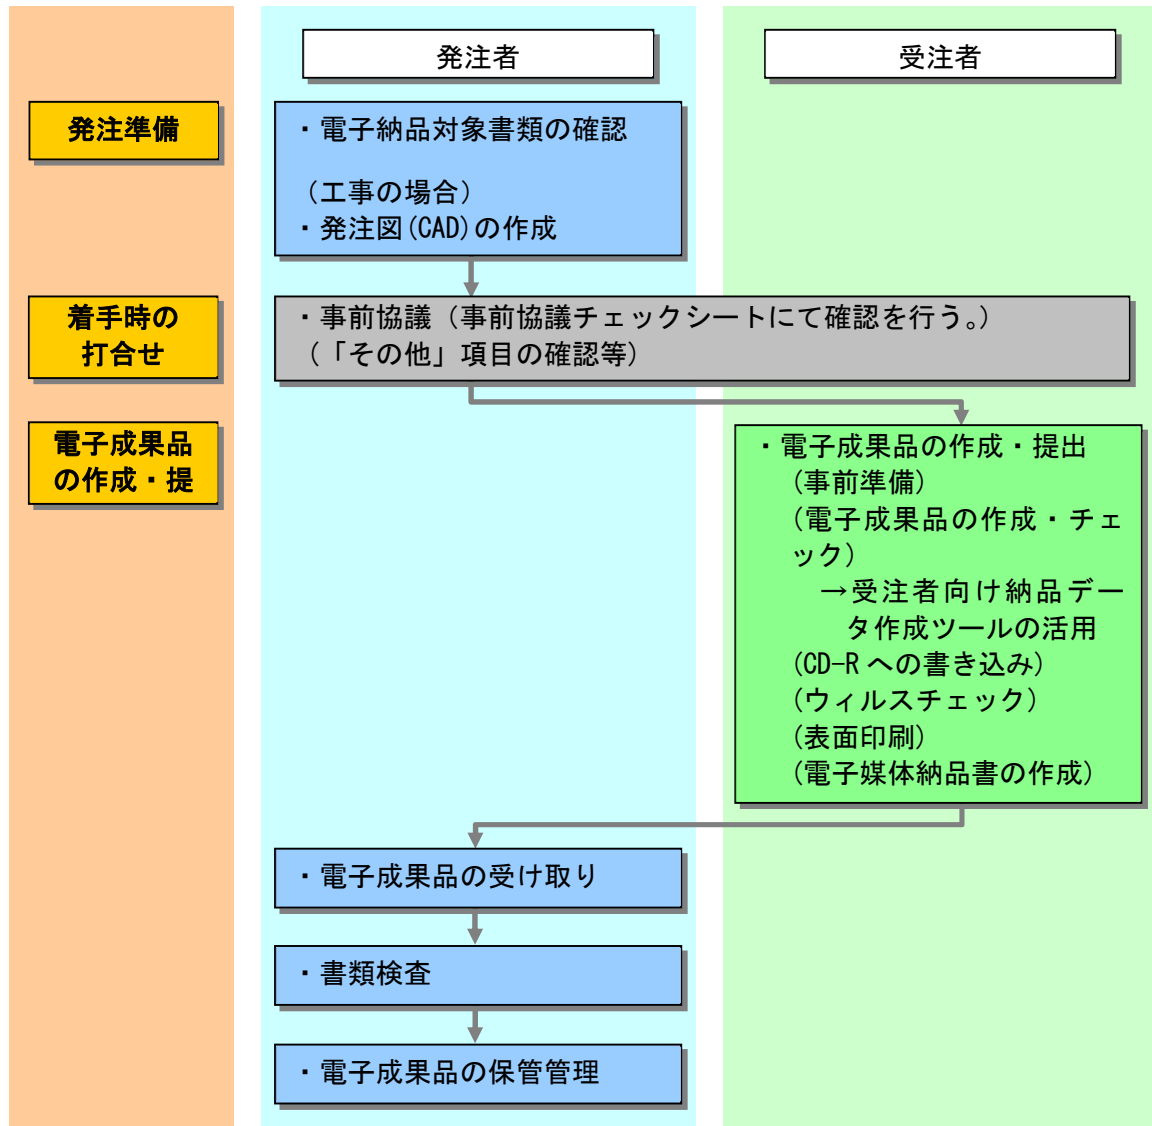 発注者
受注者
発注準備
・電子納品対象書類の確認
（工事の場合）
・発注図(CAD)の作成
着手時の
打合せ
・事前協議（事前協議チェックシートにて確認を行う。）
（「その他」項目の確認等）
電子成果品
の作成・提
・電子成果品の作成・提出
（事前準備）
（電子成果品の作成・チェ
ック）
→受注者向け納品デー
タ作成ツールの活用
（CD-R への書き込み）
（ウィルスチェック）
（表面印刷）
（電子媒体納品書の作成）
・電子成果品の受け取り
・書類検査
・電子成果品の保管管理